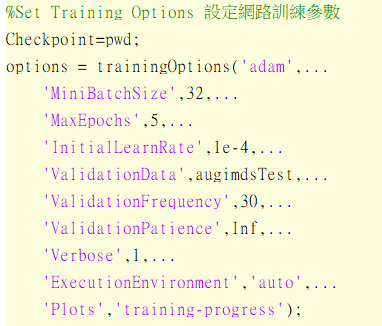 %Set Training Options 設定網路訓練參數
Checkpoint=pwd;
options = trainingOptions('adam',...
'MiniBatchSize',32,...
'MaxEpochs',5,...
'InitialLearnRate',1e-4,...
'ValidationData',augimdsTest,...
'ValidationFrequency',30,...
'ValidationPatience',Inf,...
'Verbose',1,...
'ExecutionEnvironment','auto',...
'Plots','training-progress');